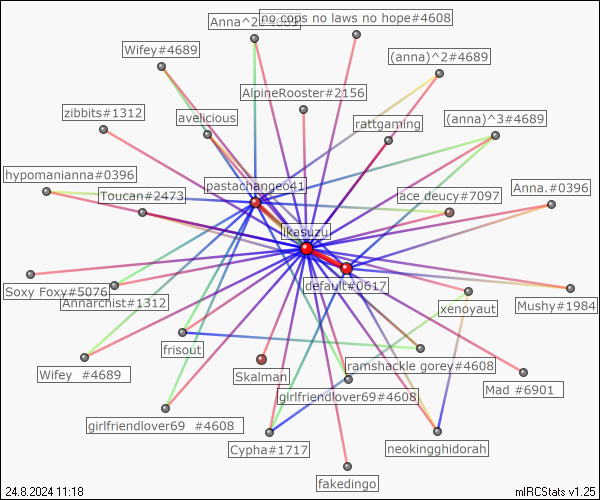 no cops no laws no hope#4608
Anna^2#4689
Wifey#4689
(anna)^2#4689
AlpineRooster#2156
zibbits#1312
avelicious
rattgaming
(anna)^3#4689
hypomanianna#0396
pastachangeo41
Toucan#2473
ace deucy#7097
Anna.#0396
Ikasuzu
default#0617
Soxy Foxy#5076
Annarchist#1312
xenoyaut
Mushy#1984
frisout
Wifey #4689
Skalman
ramshackle gorey#4608
Mad #6901
girlfriendlover69#4608
girlfriendlover69 #4608
Cypha#1717
neokingghidorah
fakedingo
24.8.2024 11:18
mIRCStats v1.25